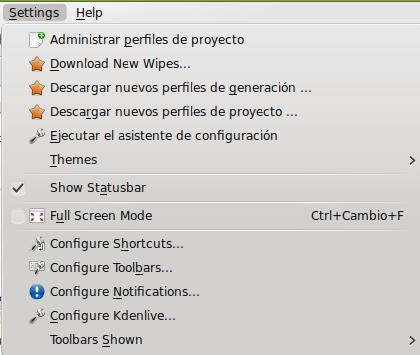 Settings Help
Administrar perfiles de proyecto
Download New Wipes...
Descargar nuevos perfiles de generación ...
Descargar nuevos perfiles de proyecto ...
Ejecutar el asistente de configuración
Themes
Show Statusbar
Full Screen Mode Ctrl+Cambio+F
Configure Shortcuts...
Configure Toolbars...
Configure Notifications...
Configure Kdenlive...
Toolbars Shown